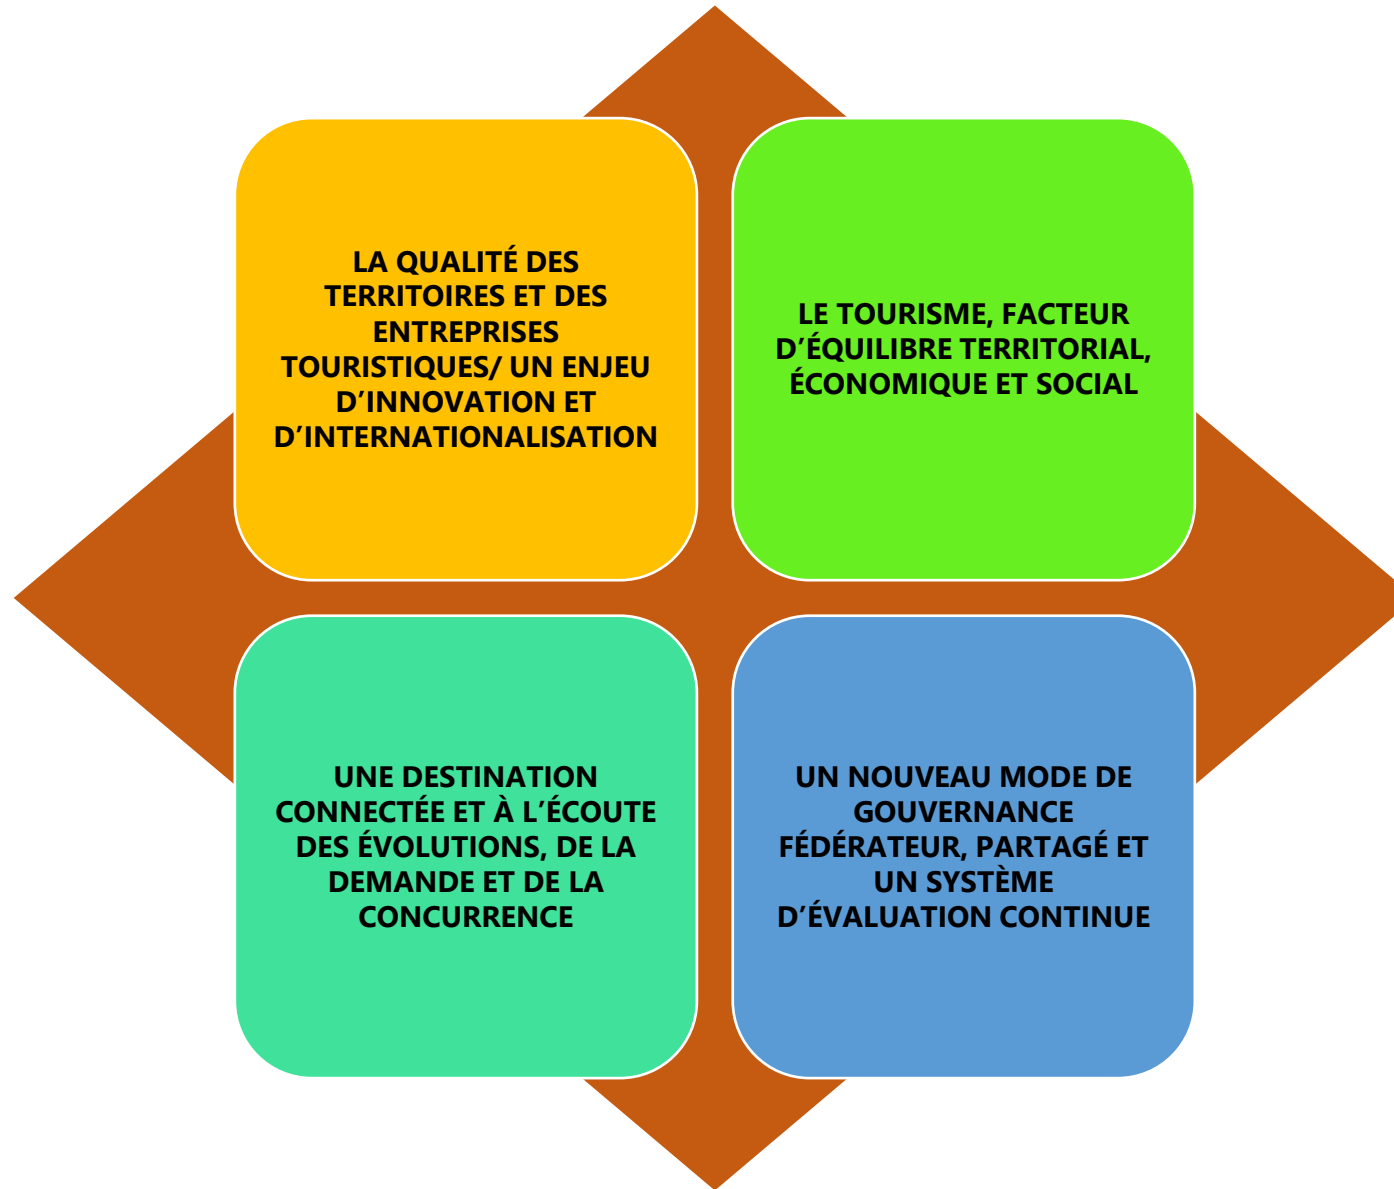 LA QUALITÉ DES
TERRITOIRES ET DES
ENTREPRISES
TOURISTIQUES/ UN ENJEU
D’INNOVATION ET
D’INTERNATIONALISATION
LE TOURISME, FACTEUR
D’ÉQUILIBRE TERRITORIAL,
ÉCONOMIQUE ET SOCIAL
UNE DESTINATION
CONNECTÉE ET À L’ÉCOUTE
DES ÉVOLUTIONS, DE LA
DEMANDE ET DE LA
CONCURRENCE
UN NOUVEAU MODE DE
GOUVERNANCE
FÉDÉRATEUR, PARTAGÉ ET
UN SYSTÈME
D’ÉVALUATION CONTINUE